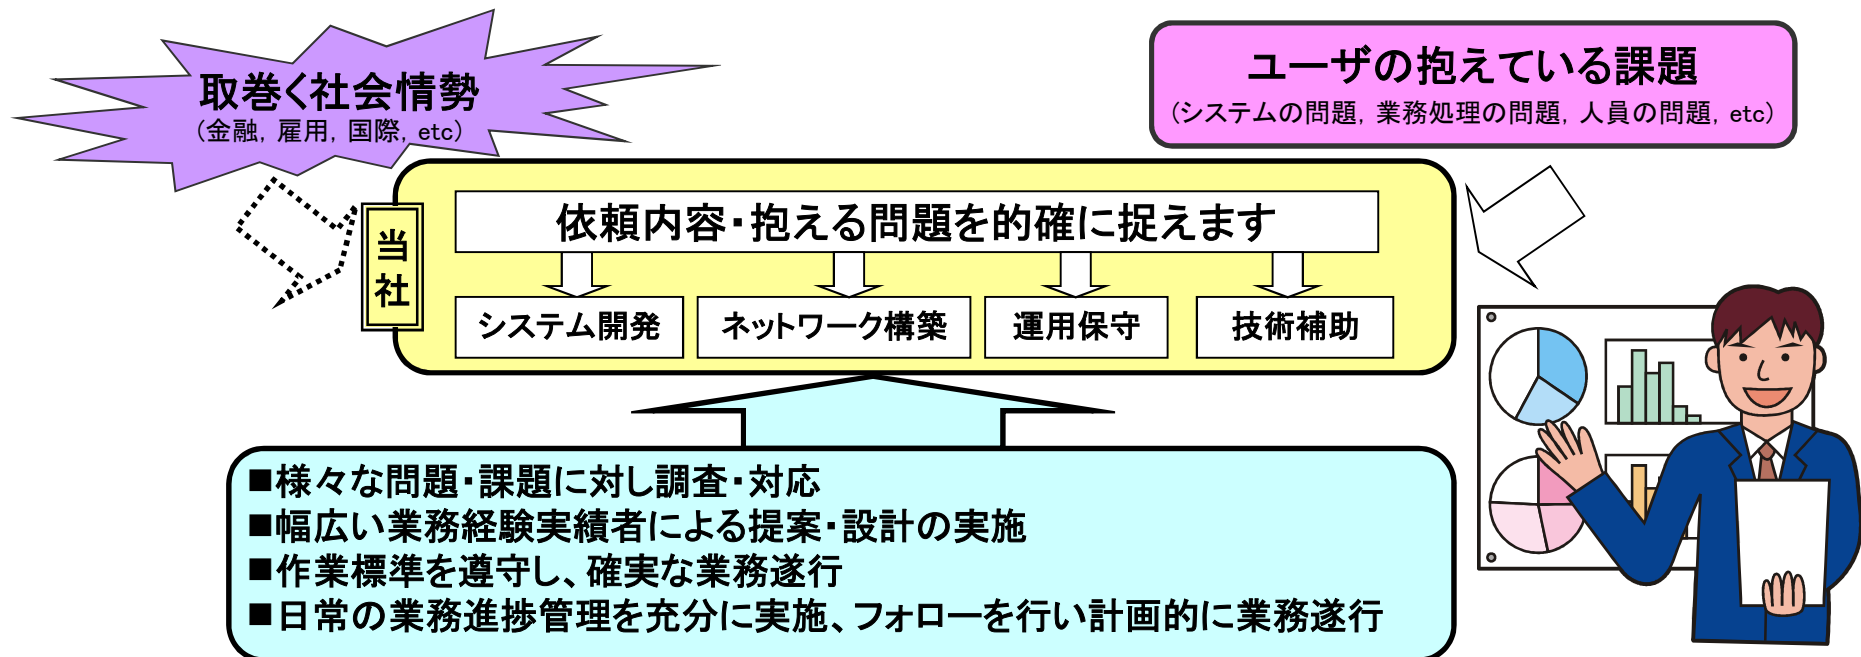 取巻く社会情勢
(金融, 雇用, 国際, etc)
ユーザの抱えている課題
(システムの問題, 業務処理の問題, 人員の問題, etc)
当社
依頼内容・抱える問題を的確に捉えます
システム開発
ネットワーク構築
運用保守
技術補助
■様々な問題・課題に対し調査・対応
■幅広い業務経験実績者による提案・設計の実施
■作業標準を遵守し、確実な業務遂行
■日常の業務進捗管理を充分に実施、フォローを行い計画的に業務遂行